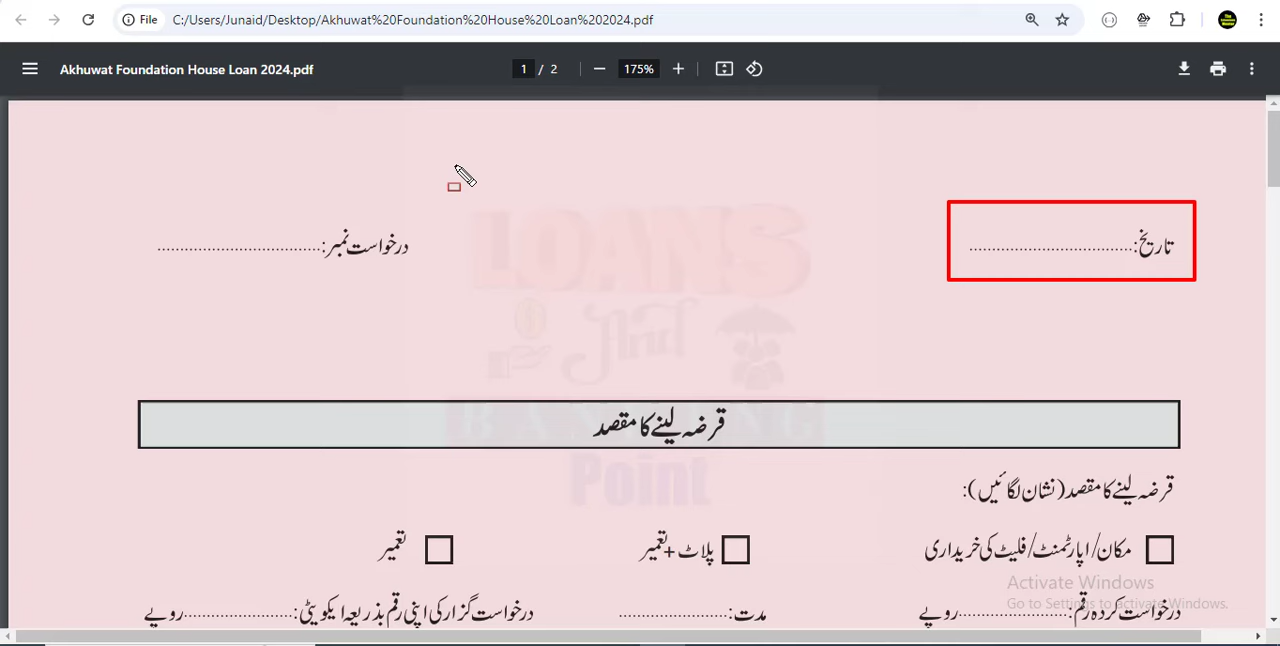 File C:/Users/Junaid/Desktop/Akhuwat%20Foundation%20House%20Loan%202024.pdf
Akhuwat Foundation House Loan 2024.pdf 1 / 2 175%
تاریخ:.................................. درخواست نمبر:..................................
LOANS
And
Point
قرضہ لینے کا مقصد
قرضہ لینے کا مقصد (نشان لگائیں):
مکان/اپارٹمنٹ/فلیٹ کی خریداری پلاٹ+تعمیر تعمیر
Activate Windows
Go to Settings to activate Windows.
درخواست کردہ رقم:.......................روپے مدت:....................... درخواست گزار کی اپنی رقم بذریعہ ایکویٹی:.......................روپے